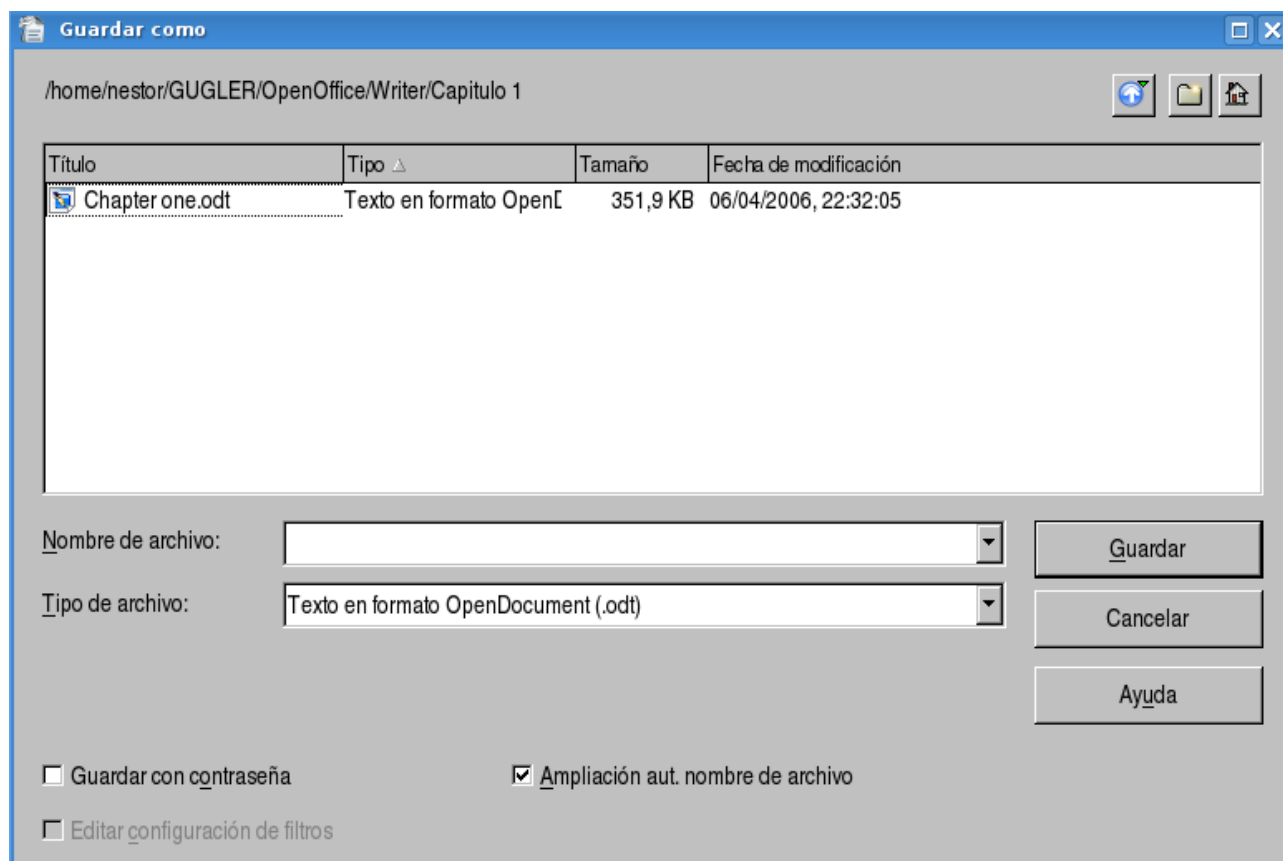 Guardar como
/home/nestor/GUGLER/OpenOffice/Writer/Capitulo 1
Título Tipo Tamaño Fecha de modificación
Chapter one.odt Texto en formato Open 351,9 KB 06/04/2006, 22:32:05
Nombre de archivo:
Guardar
Tipo de archivo: Texto en formato OpenDocument (.odt)
Cancelar
Ayuda
Guardar con contraseña Ampliación aut. nombre de archivo
Editar configuración de filtros